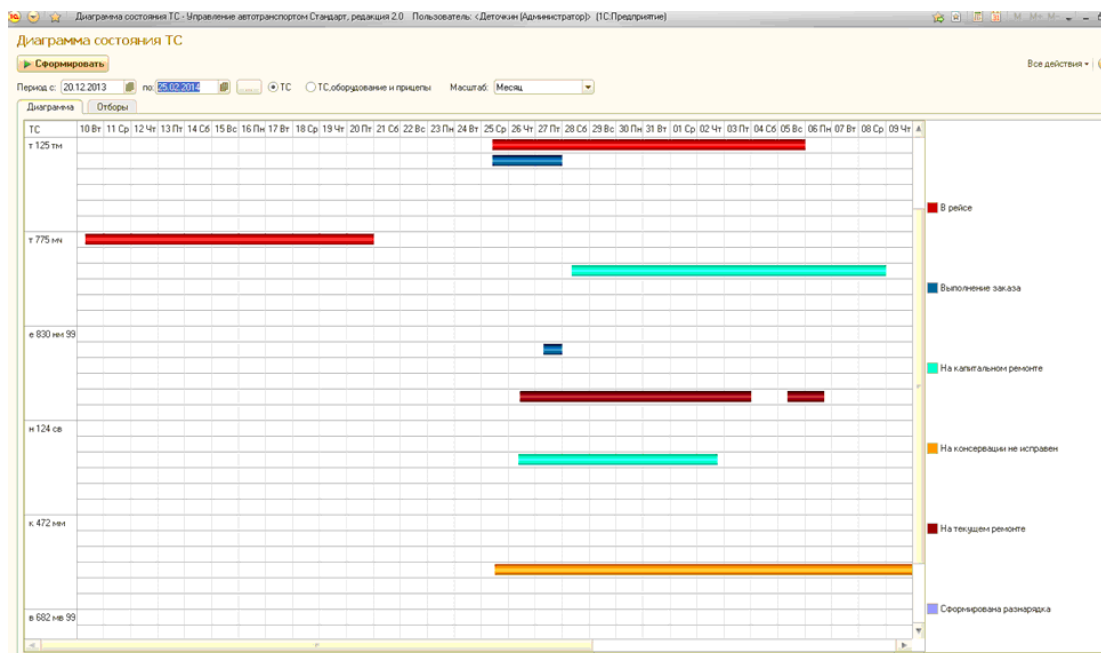 Диаграмма состояния ТС - Управление автотранспортом Стандарт, редакция 2.0 Пользователь: <Деточкин (Администратор)> (1С:Предприятие)
M M+ M-
Диаграмма состояния ТС
Сформировать
Все действия
Период с: 20.12.2013 по: 25.02.2014 ... ТС ТС,оборудование и прицепы Масштаб: Месяц
Диаграмма Отборы
ТС 10 Вт 11 Ср 12 Чт 13 Пт 14 Сб 15 Вс 16 Пн 17 Вт 18 Ср 19 Чт 20 Пт 21 Сб 22 Вс 23 Пн 24 Вт 25 Ср 26 Чт 27 Пт 28 Сб 29 Вс 30 Пн 31 Вт 01 Ср 02 Чт 03 Пт 04 Сб 05 Вс 06 Пн 07 Вт 08 Ср 09 Чт
т 125 тм
В рейсе
т 775 мч
Выполнение заказа
е 830 нм 99
На капитальном ремонте
н 124 св
На консервации не исправен
к 472 мм
На текущем ремонте
Сформирована разнарядка
в 682 мв 99